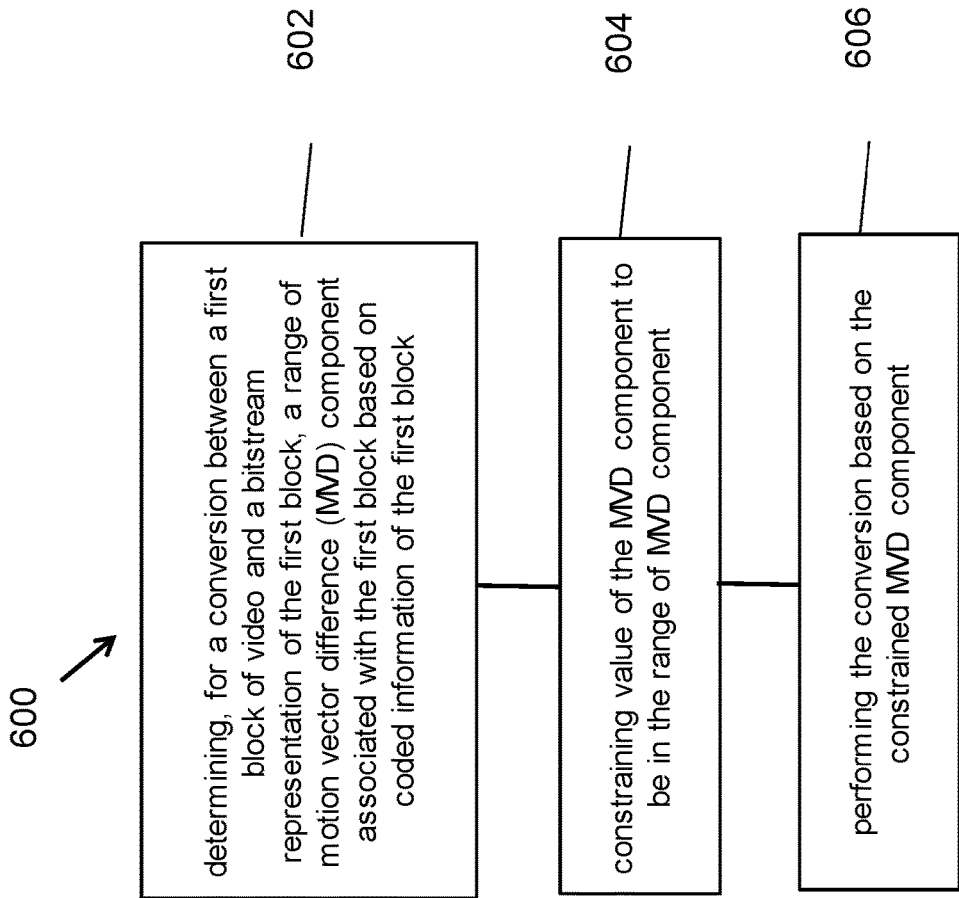 600
determining, for a conversion between a first
block of video and a bitstream
representation of the first block, a range of
motion vector difference (MVD) component
associated with the first block based on
coded information of the first block
602
constraining value of the MVD component to
be in the range of MVD component
604
performing the conversion based on the
constrained MVD component
606